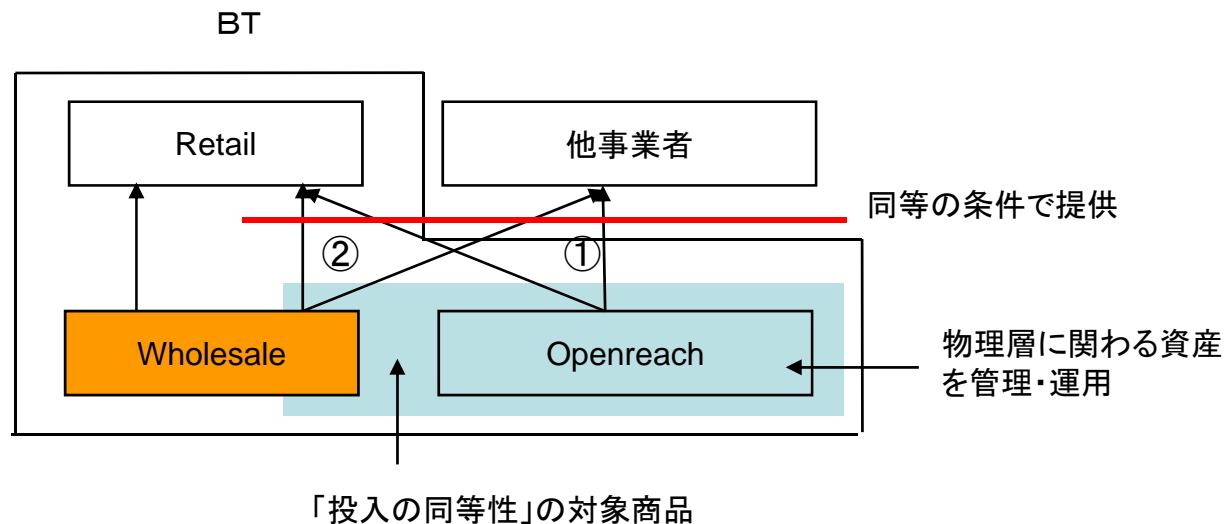 BT
Retail
他事業者
同等の条件で提供
②
①
Wholesale
Openreach
物理層に関わる資産
を管理・運用
「投入の同等性」の対象商品